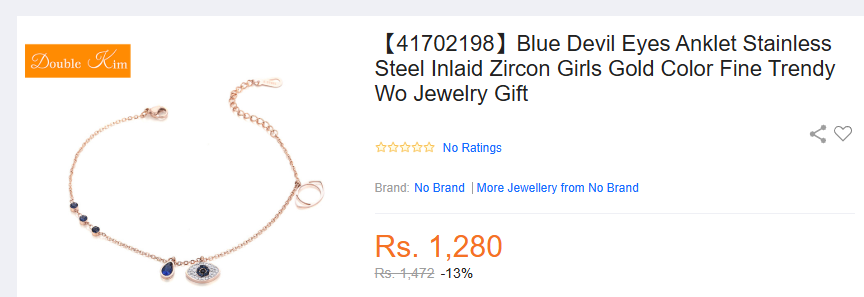 Double Kim
【41702198】Blue Devil Eyes Anklet Stainless
Steel Inlaid Zircon Girls Gold Color Fine Trendy
Wo Jewelry Gift
No Ratings
Brand: No Brand | More Jewellery from No Brand
Rs. 1,280
Rs. 1,472 -13%